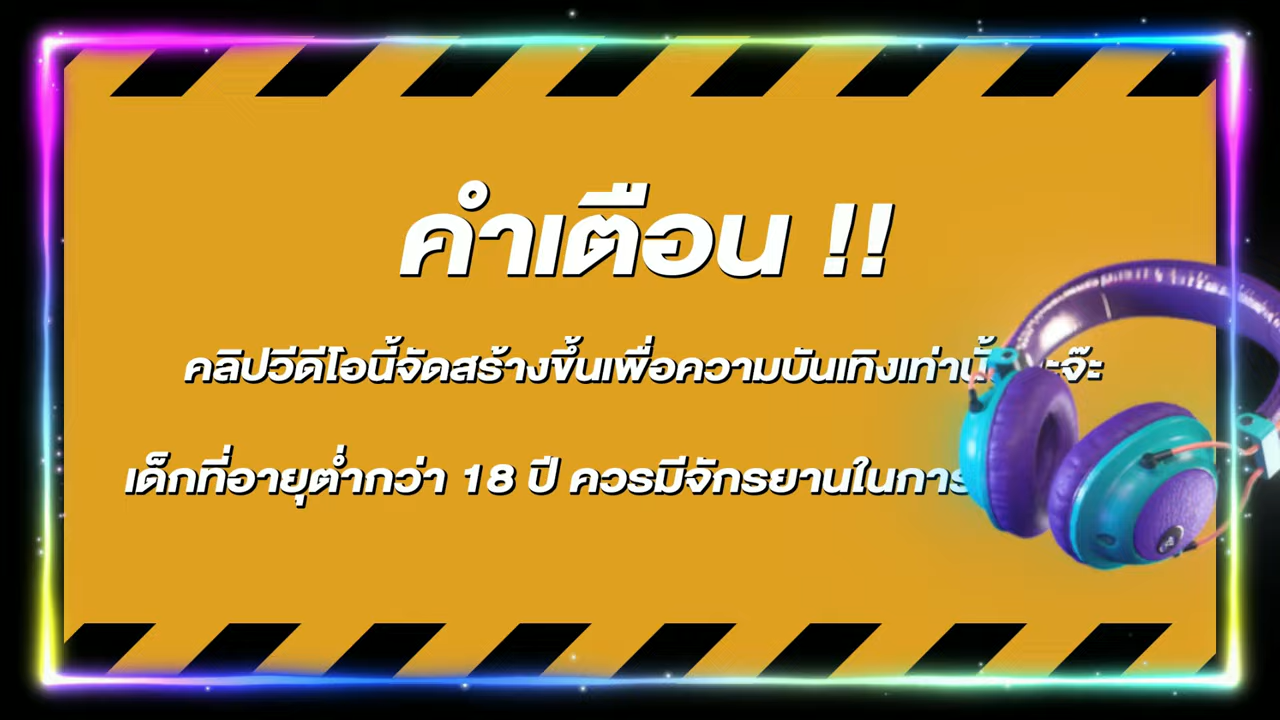 คำเตือน !!
คลิปวีดีโอนี้จัดสร้างขึ้นเพื่อความบันเทิงเท่านั้
เด็กที่อายุต่ำกว่า 18 ปี ควรมีจักรยานในการ